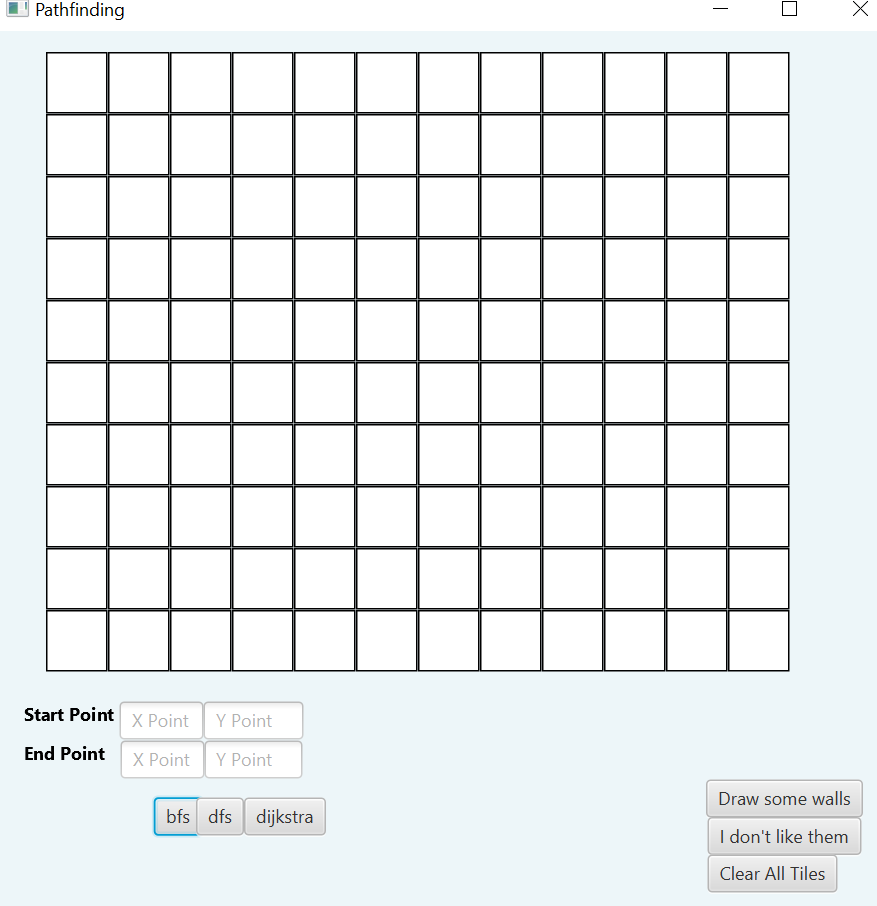 Pathfinding
Start Point X Point Y Point
End Point X Point Y Point
bfs dfs dijkstra
Draw some walls
I don't like them
Clear All Tiles